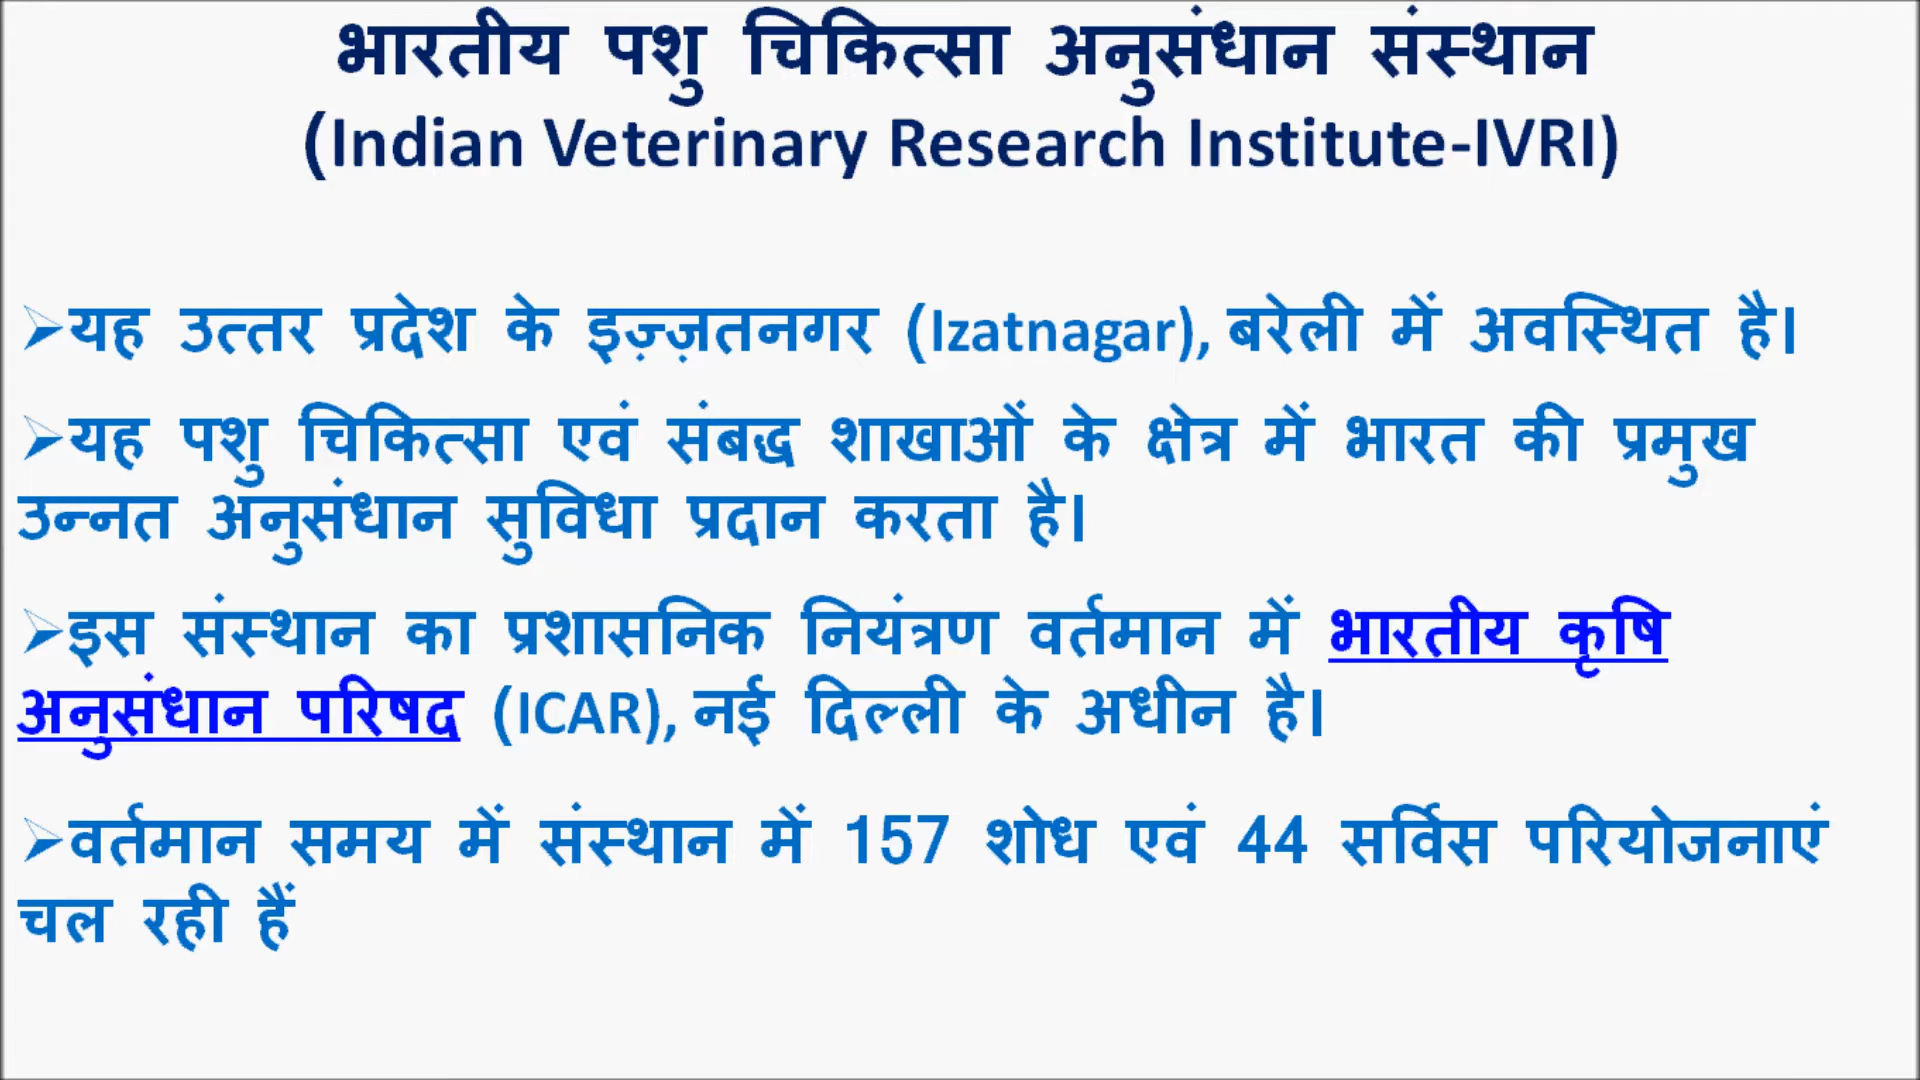 भारतीय पशु चिकित्सा अनुसंधान संस्थान
(Indian Veterinary Research Institute-IVRI)
➢यह उत्तर प्रदेश के इज़्ज़तनगर (Izatnagar), बरेली में अवस्थित है।
➢यह पशु चिकित्सा एवं संबद्ध शाखाओं के क्षेत्र में भारत की प्रमुख
उन्नत अनुसंधान सुविधा प्रदान करता है।
➢इस संस्थान का प्रशासनिक नियंत्रण वर्तमान में भारतीय कृषि
अनुसंधान परिषद (ICAR), नई दिल्ली के अधीन है।
➢वर्तमान समय में संस्थान में 157 शोध एवं 44 सर्विस परियोजनाएं
चल रही हैं